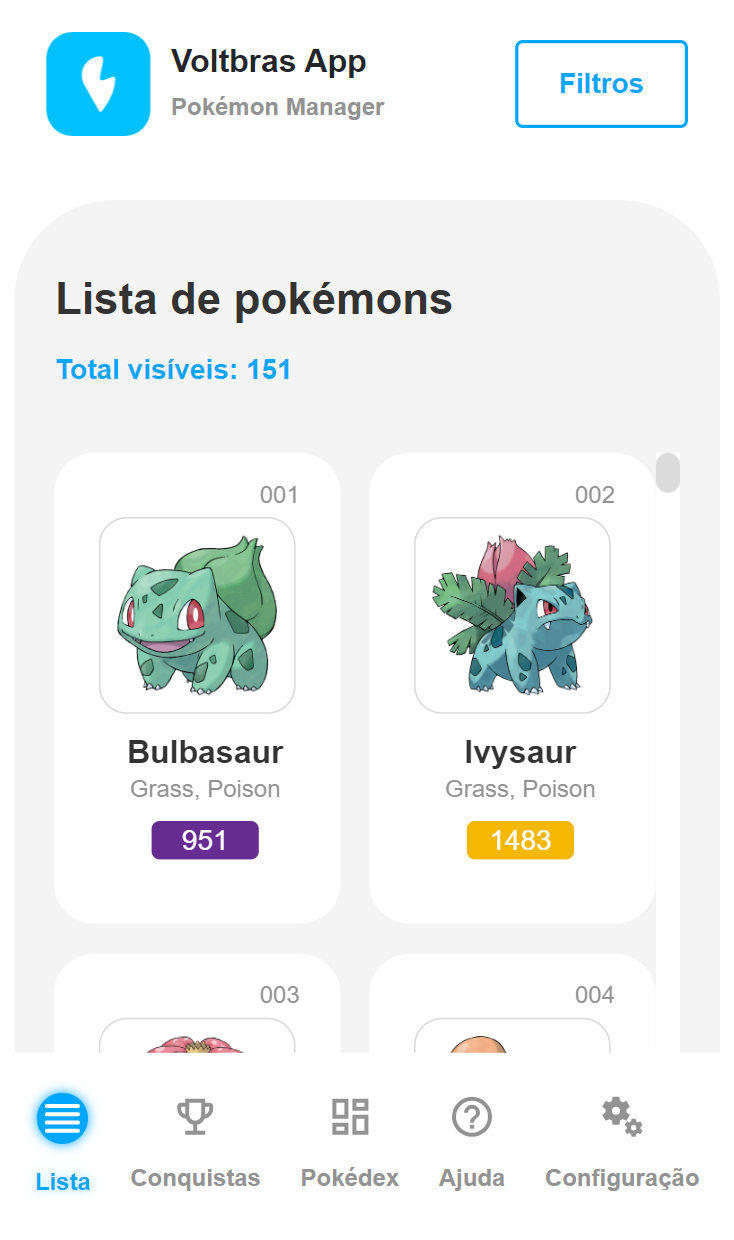 Voltbras App
Pokémon Manager
Filtros
Lista de pokémons
Total visíveis: 151
001
002
Bulbasaur
Ivysaur
Grass, Poison
Grass, Poison
951
1483
003
004
Lista
Conquistas
Pokédex
Ajuda
Configuração